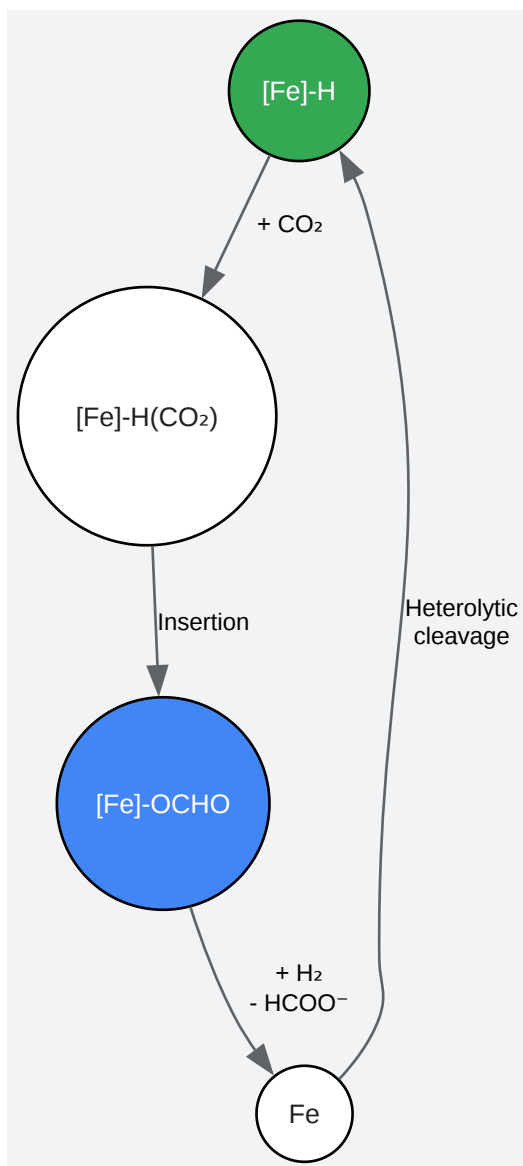 [Fe]-H
+ CO₂
[Fe]-H(CO₂)
Insertion
Heterolytic
cleavage
[Fe]-OCHO
+ H₂
- HCOO⁻
Fe